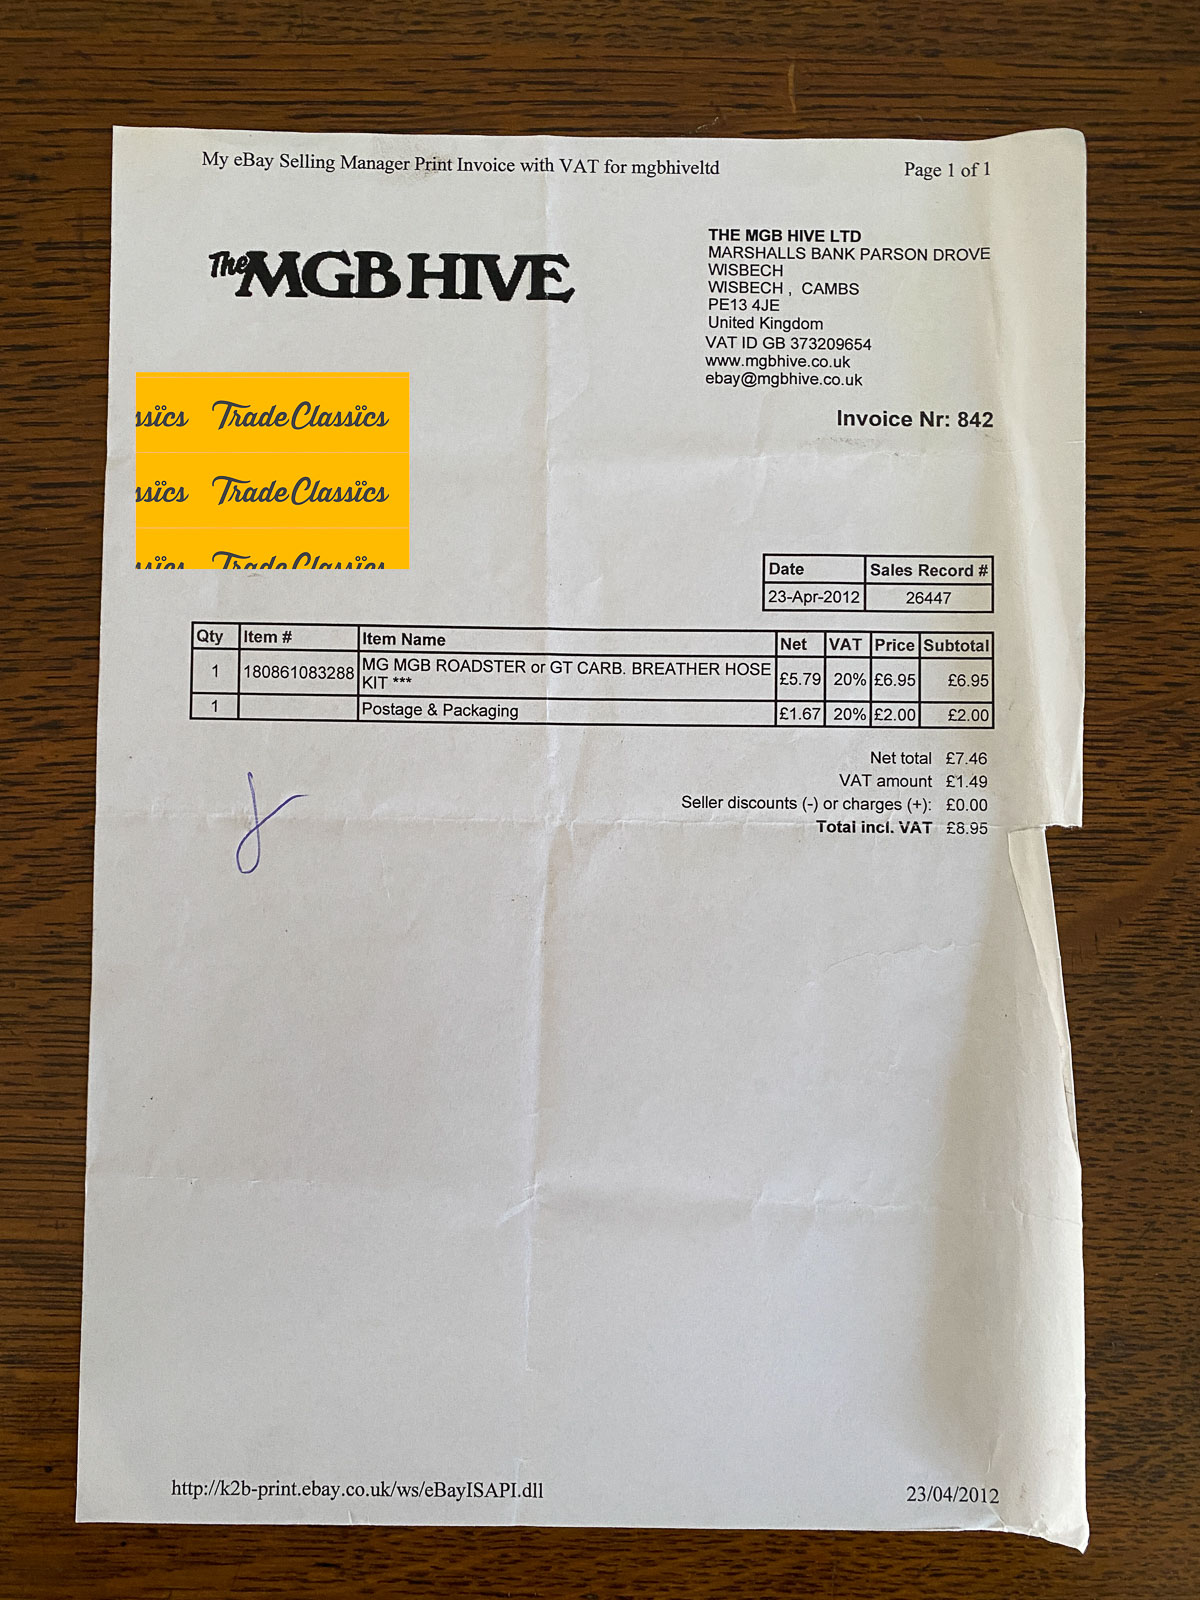 My eBay Selling Manager Print Invoice with VAT for mgbhiveltd Page 1 of 1
The MGB HIVE
THE MGB HIVE LTD
MARSHALLS BANK PARSON DROVE
WISBECH
WISBECH , CAMBS
PE13 4JE
United Kingdom
VAT ID GB 373209654
www.mgbhive.co.uk
ebay@mgbhive.co.uk
Invoice Nr: 842
ssïcs TradeClassïcs
ssïcs TradeClassïcs
ssïcs TradeClassïcs
Date Sales Record #
23-Apr-2012 26447
Qty Item # Item Name Net VAT Price Subtotal
1 180861083288 MG MGB ROADSTER or GT CARB. BREATHER HOSE £5.79 20% £6.95 £6.95
KIT ***
1 Postage & Packaging £1.67 20% £2.00 £2.00
Net total £7.46
VAT amount £1.49
Seller discounts (-) or charges (+): £0.00
Total incl. VAT £8.95
http://k2b-print.ebay.co.uk/ws/eBayISAPI.dll 23/04/2012